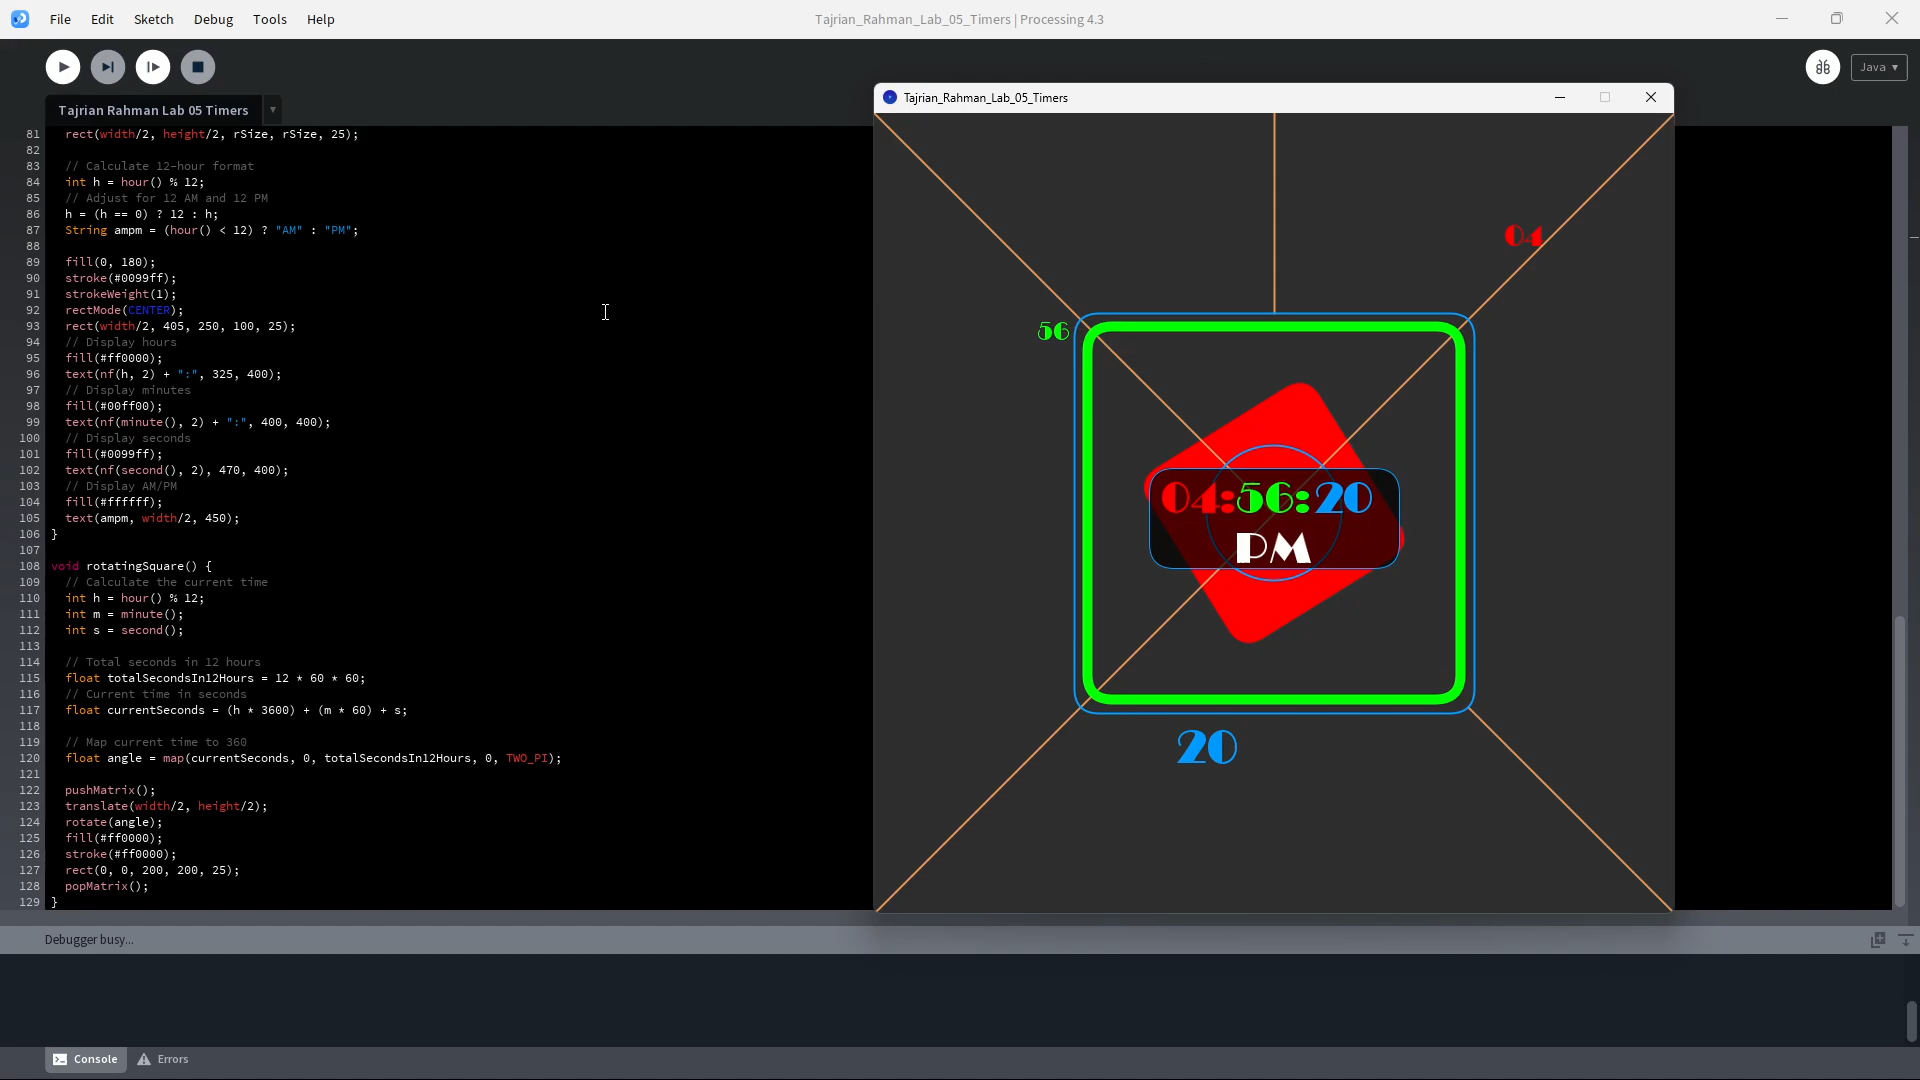 File Edit Sketch Debug Tools Help
Tajrian_Rahman_Lab_05_Timers | Processing 4.3
Java ▾
Tajrian Rahman Lab 05 Timers ▾
81 rect(width/2, height/2, rSize, rSize, 25);
82
83 // Calculate 12-hour format
84 int h = hour() % 12;
85 // Adjust for 12 AM and 12 PM
86 h = (h == 0) ? 12 : h;
87 String ampm = (hour() < 12) ? "AM" : "PM";
88
89 fill(0, 180);
90 stroke(#0099ff);
91 strokeWeight(1);
92 rectMode(CENTER);
93 rect(width/2, 405, 250, 100, 25);
94 // Display hours
95 fill(#ff0000);
96 text(nf(h, 2) + ":", 325, 400);
97 // Display minutes
98 fill(#00ff00);
99 text(nf(minute(), 2) + ":", 400, 400);
100 // Display seconds
101 fill(#0099ff);
102 text(nf(second(), 2), 470, 400);
103 // Display AM/PM
104 fill(#ffffff);
105 text(ampm, width/2, 450);
106 }
107
108 void rotatingSquare() {
109 // Calculate the current time
110 int h = hour() % 12;
111 int m = minute();
112 int s = second();
113
114 // Total seconds in 12 hours
115 float totalSecondsIn12Hours = 12 * 60 * 60;
116 // Current time in seconds
117 float currentSeconds = (h * 3600) + (m * 60) + s;
118
119 // Map current time to 360
120 float angle = map(currentSeconds, 0, totalSecondsIn12Hours, 0, TWO_PI);
121
122 pushMatrix();
123 translate(width/2, height/2);
124 rotate(angle);
125 fill(#ff0000);
126 stroke(#ff0000);
127 rect(0, 0, 200, 200, 25);
128 popMatrix();
129 }
Tajrian_Rahman_Lab_05_Timers
04
56
04:56:20
PM
20
Debugger busy...
Console Errors